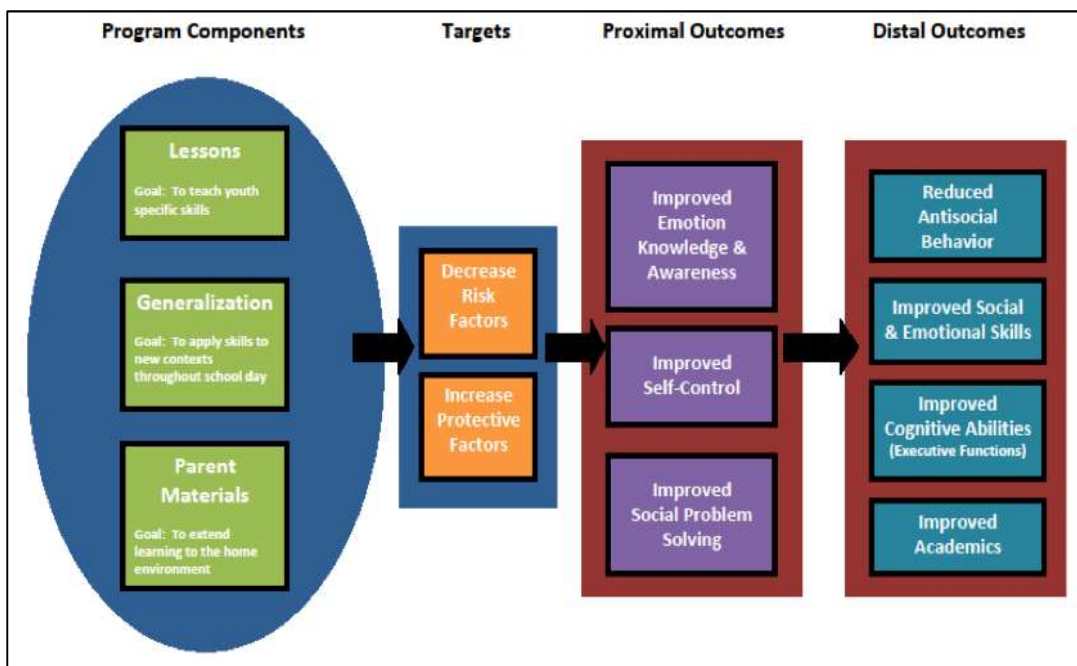 Program Components
Targets
Proximal Outcomes
Distal Outcomes
Lessons
Goal: To teach youth
specific skills
Generalization
Goal: To apply skills to
new contexts
throughout school day
Parent
Materials
Goal: To extend
learning to the home
environment
Decrease
Risk
Factors
Increase
Protective
Factors
Improved
Emotion
Knowledge &
Awareness
Improved
Self-Control
Improved
Social Problem
Solving
Reduced
Antisocial
Behavior
Improved Social
& Emotional Skills
Improved
Cognitive Abilities
(Executive Functions)
Improved
Academics